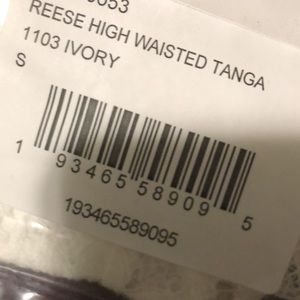 REESE HIGH WAISTED TANGA
1103 IVORY
S
1 93465 58909 5
193465589095